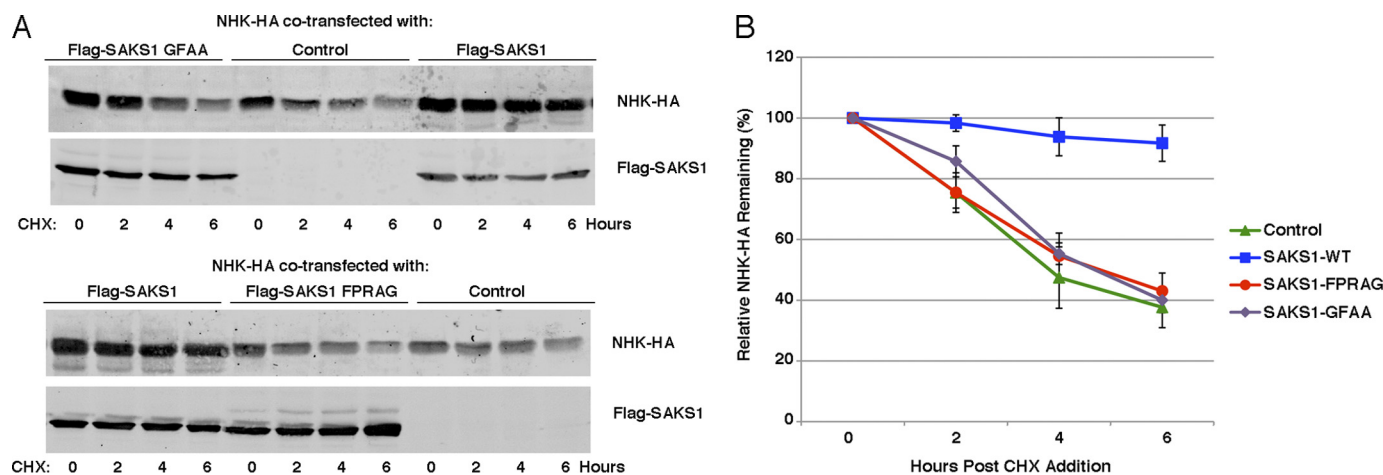 A
NHK-HA co-transfected with:
Flag-SAKS1 GFAA Control Flag-SAKS1
NHK-HA
Flag-SAKS1
CHX: 0 2 4 6 0 2 4 6 0 2 4 6 Hours
NHK-HA co-transfected with:
Flag-SAKS1 Flag-SAKS1 FPRAG Control
NHK-HA
Flag-SAKS1
CHX: 0 2 4 6 0 2 4 6 0 2 4 6 Hours
B
Relative NHK-HA Remaining (%)
120
100
80
60
40
20
0
0 2 4 6
Hours Post CHX Addition
Control
SAKS1-WT
SAKS1-FPRAG
SAKS1-GFAA